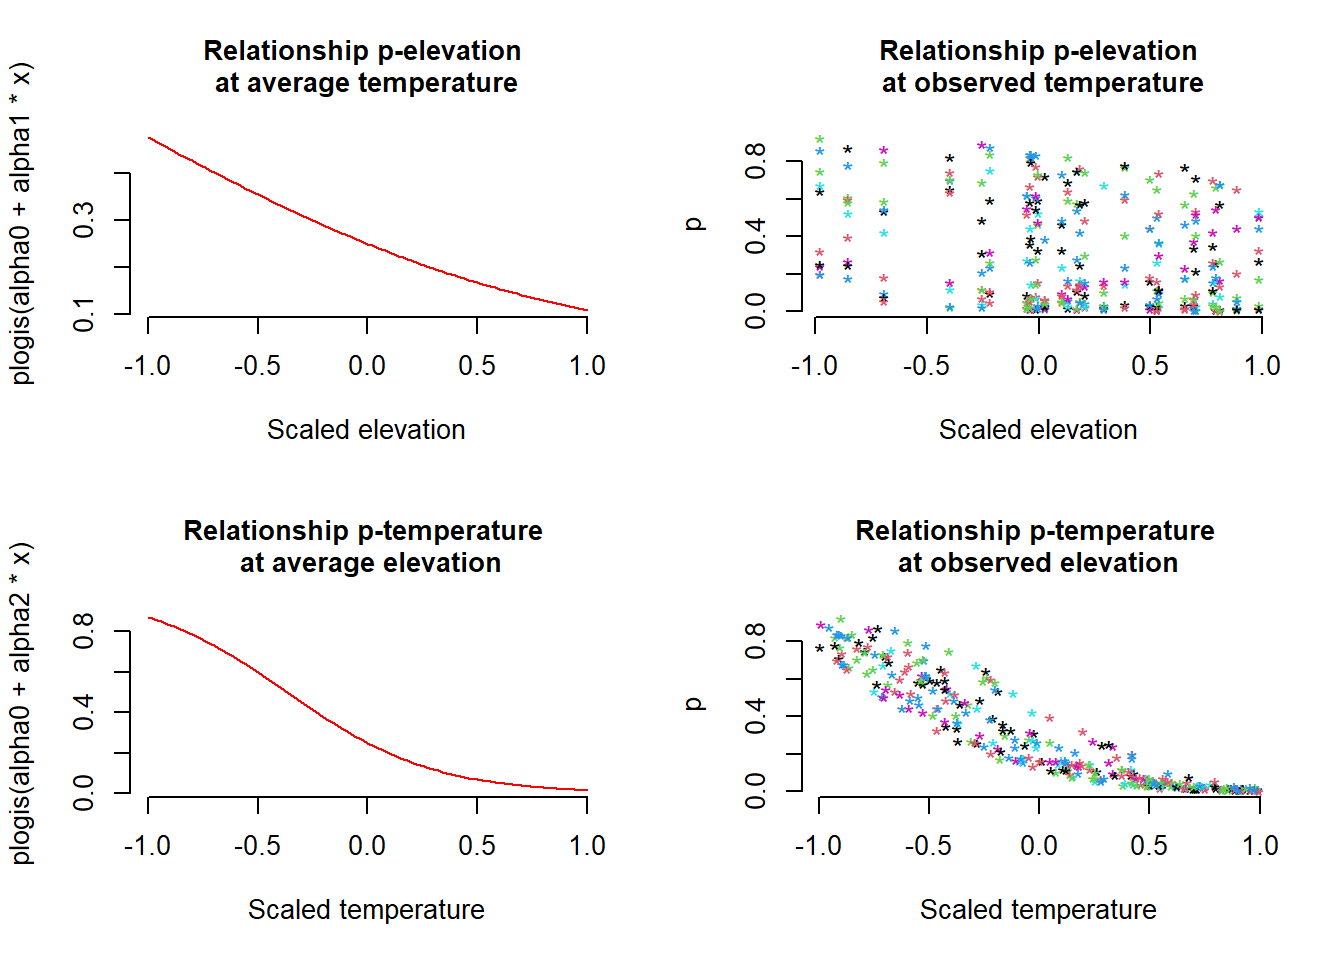 Relationship p-elevation
at average temperature
plogis(alpha0 + alpha1 * x)
0.3
0.1
-1.0 -0.5 0.0 0.5 1.0
Scaled elevation
Relationship p-elevation
at observed temperature
p
0.8
0.4
0.0
-1.0 -0.5 0.0 0.5 1.0
Scaled elevation
Relationship p-temperature
at average elevation
plogis(alpha0 + alpha2 * x)
0.8
0.4
0.0
-1.0 -0.5 0.0 0.5 1.0
Scaled temperature
Relationship p-temperature
at observed elevation
p
0.8
0.4
0.0
-1.0 -0.5 0.0 0.5 1.0
Scaled temperature